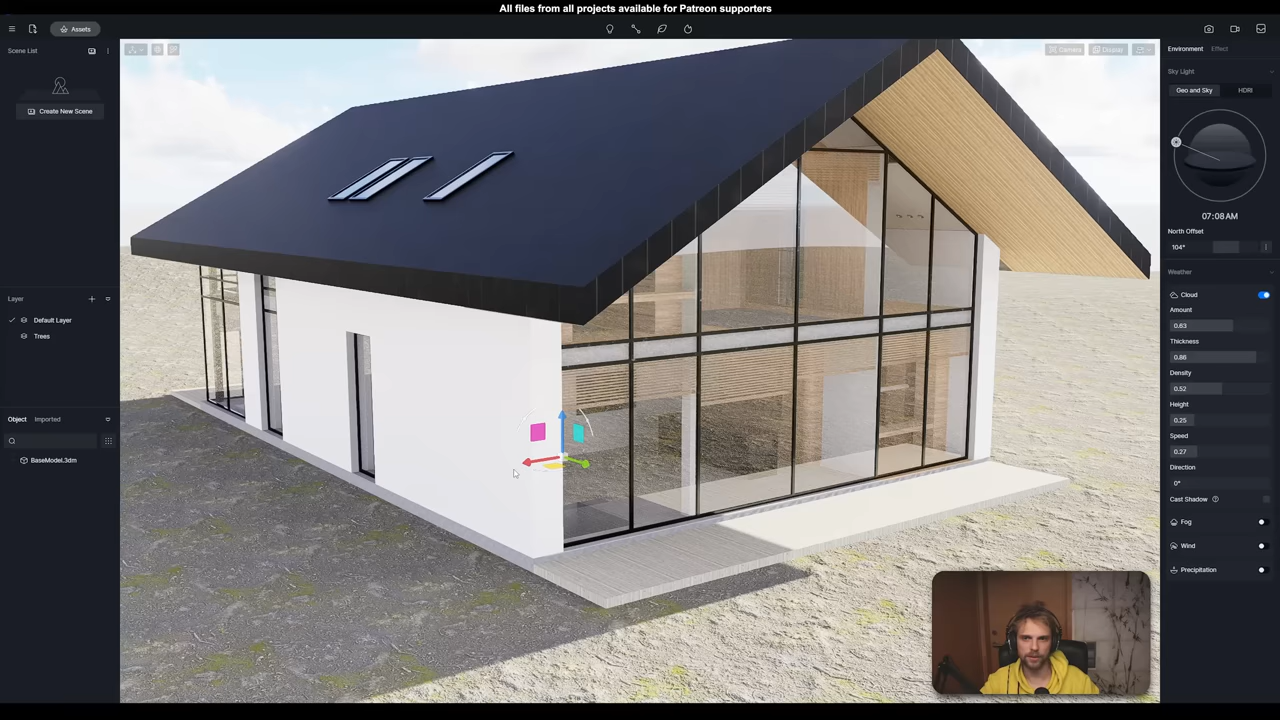 All files from all projects available for Patreon supporters
Assets
Scene List
Create New Scene
Layer
Default Layer
Trees
Object Imported
BaseModel.3dm
Camera Display
Environment Effect
Sky Light
Geo and Sky HDRI
07:08 AM
North Offset
104°
Weather
Cloud
Amount
0.63
Thickness
0.86
Density
0.52
Height
0.25
Speed
0.27
Direction
0°
Cast Shadow
Fog
Wind
Precipitation